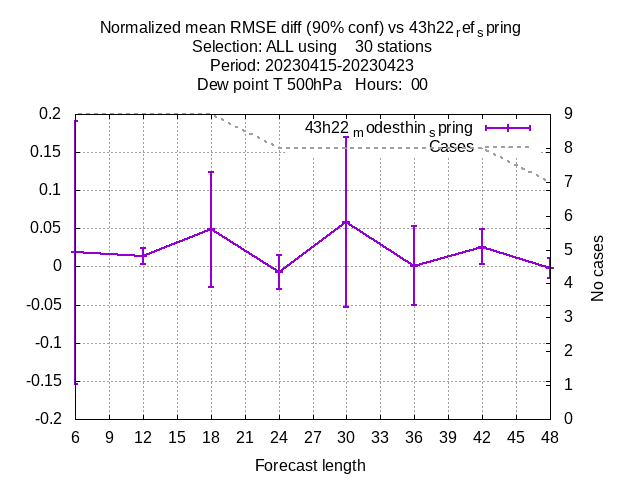 Normalized mean RMSE diff (90% conf) vs 43h22ref spring
Selection: ALL using    30 stations
Period: 20230415-20230423
Dew point T 500hPa   Hours:  00
43h22modesthinspring
Cases
0.2
0.15
0.1
0.05
0
-0.05
-0.1
-0.15
-0.2
9
8
7
6
5
4
3
2
1
0
No cases
6 9 12 15 18 21 24 27 30 33 36 39 42 45 48
Forecast length